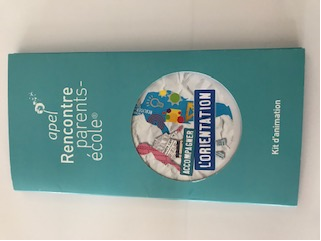 apel
Rencontre
parents-
école®
ACCOMPAGNER
L'ORIENTATION
Kit d'animation